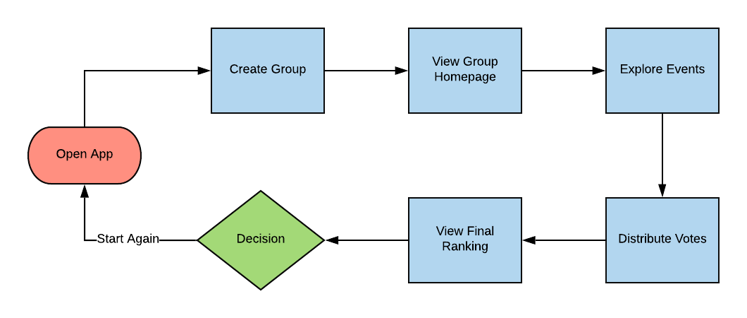 Create Group
View Group
Homepage
Explore Events
Open App
Start Again
Decision
View Final
Ranking
Distribute Votes